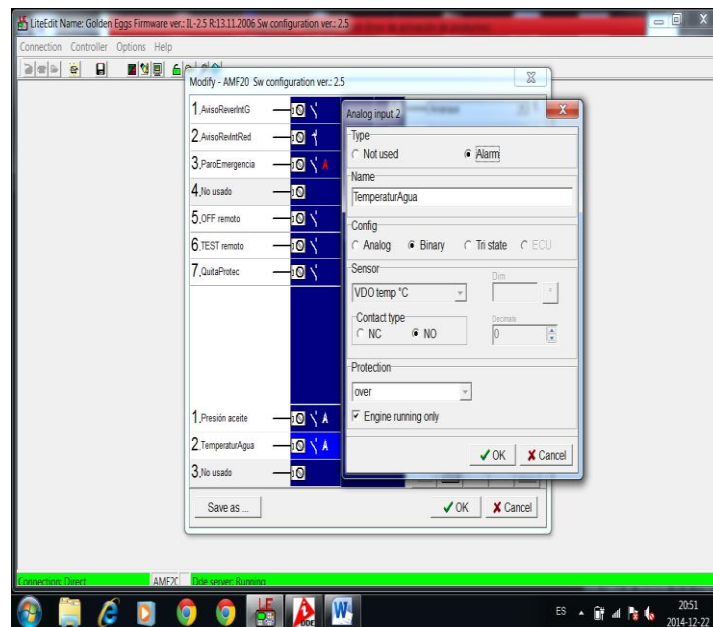 LiteEdit Name: Golden Eggs Firmware ver.: IL-2.5 R:13.11.2006 Sw configuration ver.: 2.5
Connection Controller Options Help
Modify - AMF20 Sw configuration ver.: 2.5
1.AvisoReverIntG
2.AvisoRevIntRed
3.ParoEmergencia
A
4.No usado
5.OFF remoto
6.TEST remoto
7.QuitaProtec
1.Presión aceite
A
2.TemperaturAgua
A
3.No usado
Save as ...
OK
Cancel
Analog input 2
Type
Not used
Alarm
Name
TemperaturAgua
Config
Analog
Binary
Tri state
ECU
Sensor
VDO temp °C
Dim
°
Contact type
NC
NO
Decimals
0
Protection
over
Engine running only
OK
Cancel
Connection: Direct
AMF2
Dde server: Running
LE
DDE
W
ES
20:51
2014-12-22